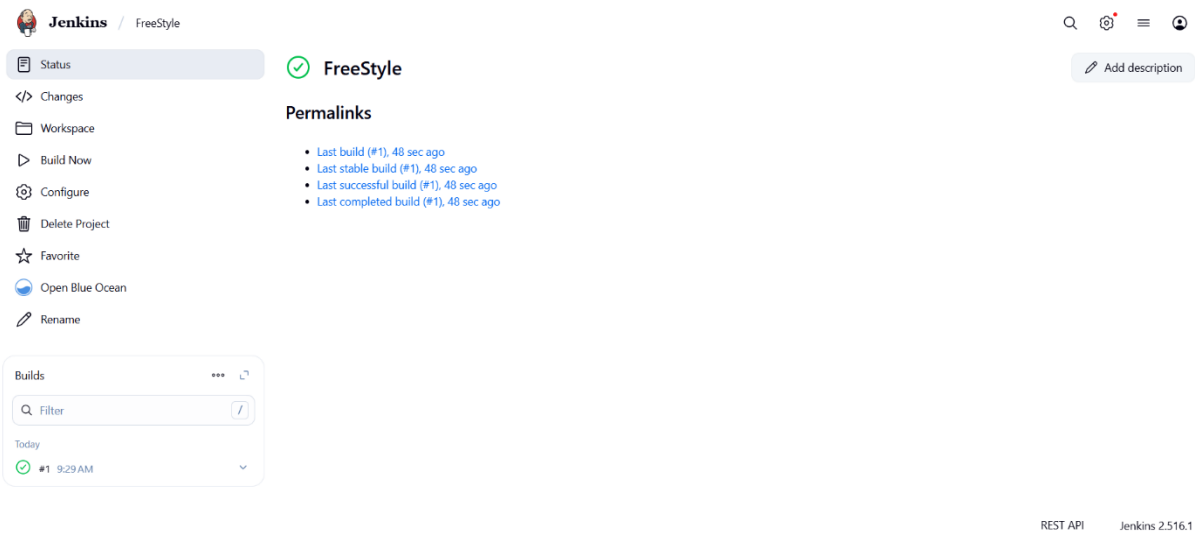 Jenkins / FreeStyle
Status
Changes
Workspace
Build Now
Configure
Delete Project
Favorite
Open Blue Ocean
Rename
Builds
Filter /
Today
#1 9:29 AM
FreeStyle
Add description
Permalinks
Last build (#1), 48 sec ago
Last stable build (#1), 48 sec ago
Last successful build (#1), 48 sec ago
Last completed build (#1), 48 sec ago
REST API Jenkins 2.516.1